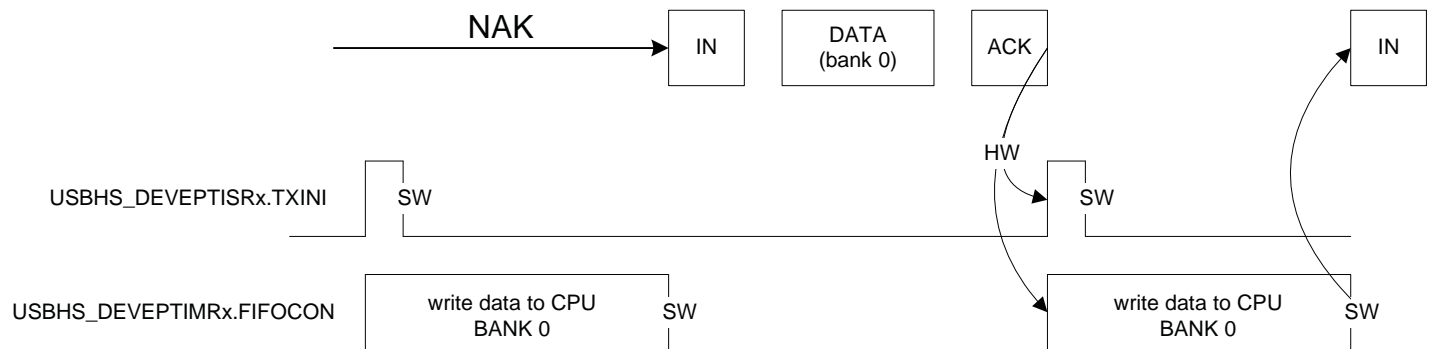 NAK
IN
DATA
(bank 0)
ACK
IN
HW
USBHS_DEVEPTISRx.TXINI
SW
SW
USBHS_DEVEPTIMRx.FIFOCON
write data to CPU
BANK 0
SW
write data to CPU
BANK 0
SW